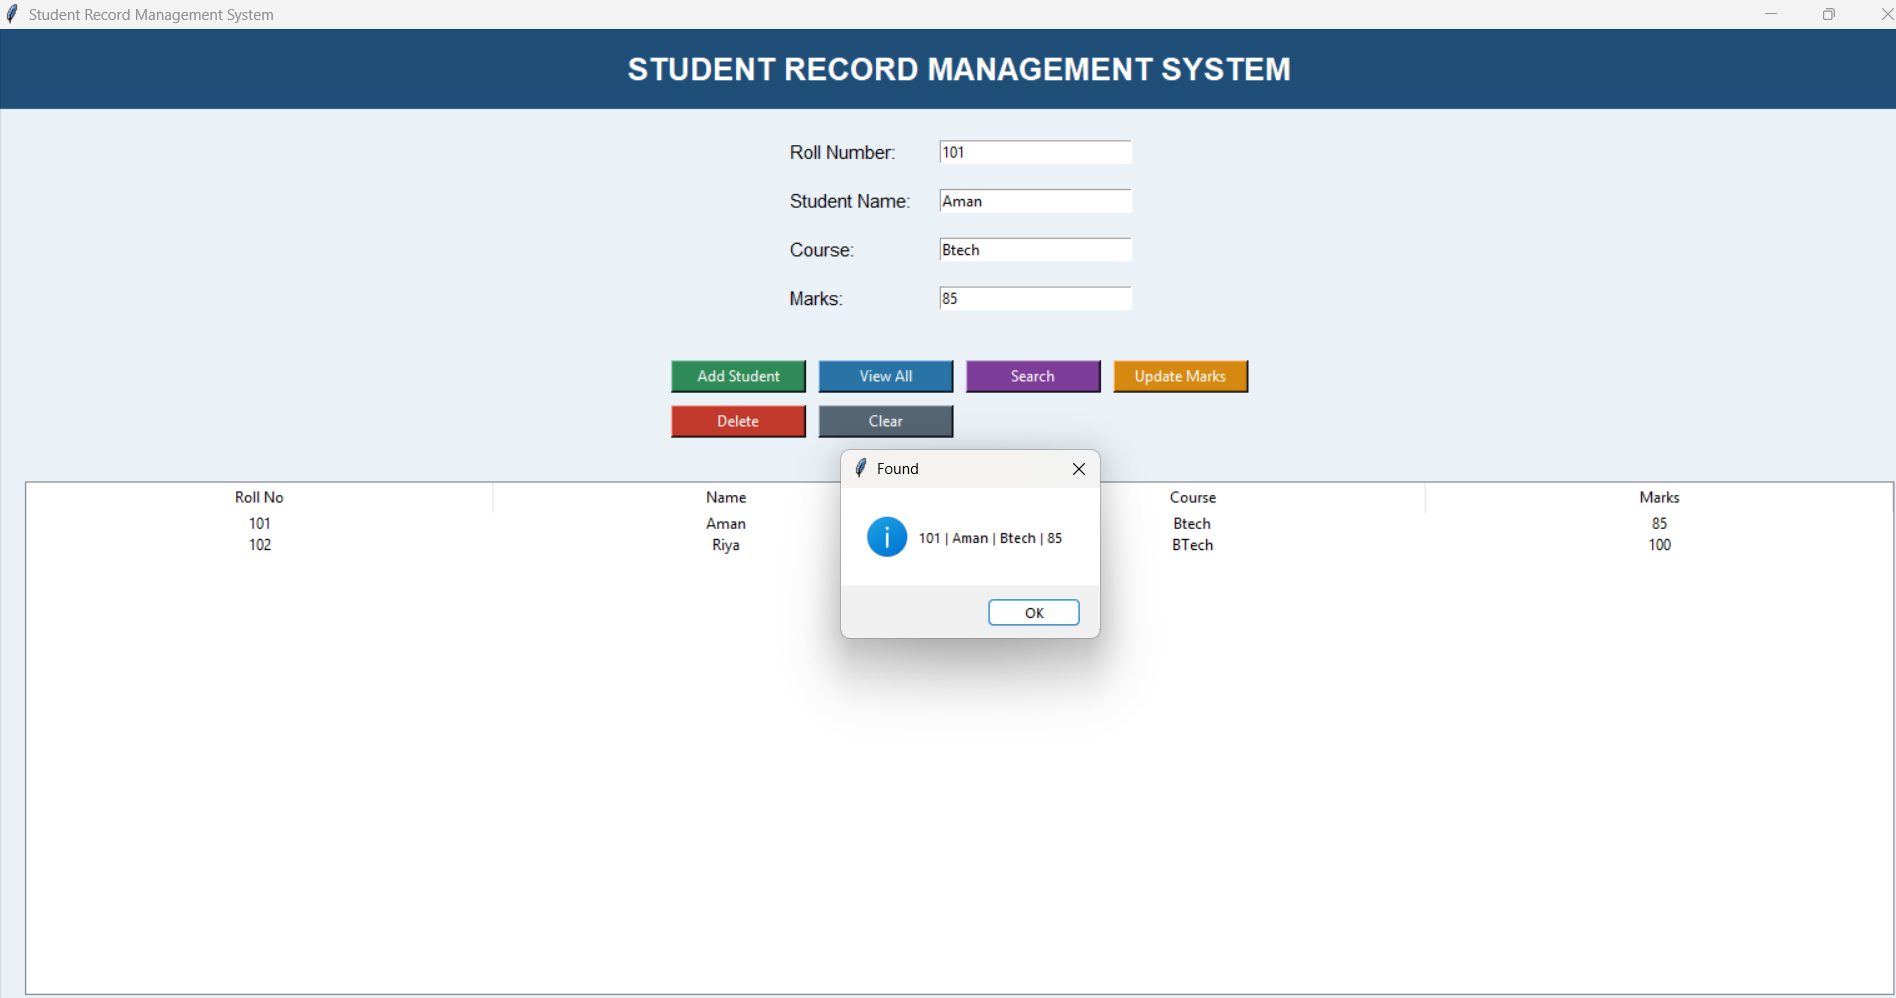 Student Record Management System
STUDENT RECORD MANAGEMENT SYSTEM
Roll Number: 101
Student Name: Aman
Course: Btech
Marks: 85
Add Student View All Search Update Marks
Delete Clear
Found
101 | Aman | Btech | 85
OK
Roll No Name Course Marks
101 Aman Btech 85
102 Riya BTech 100